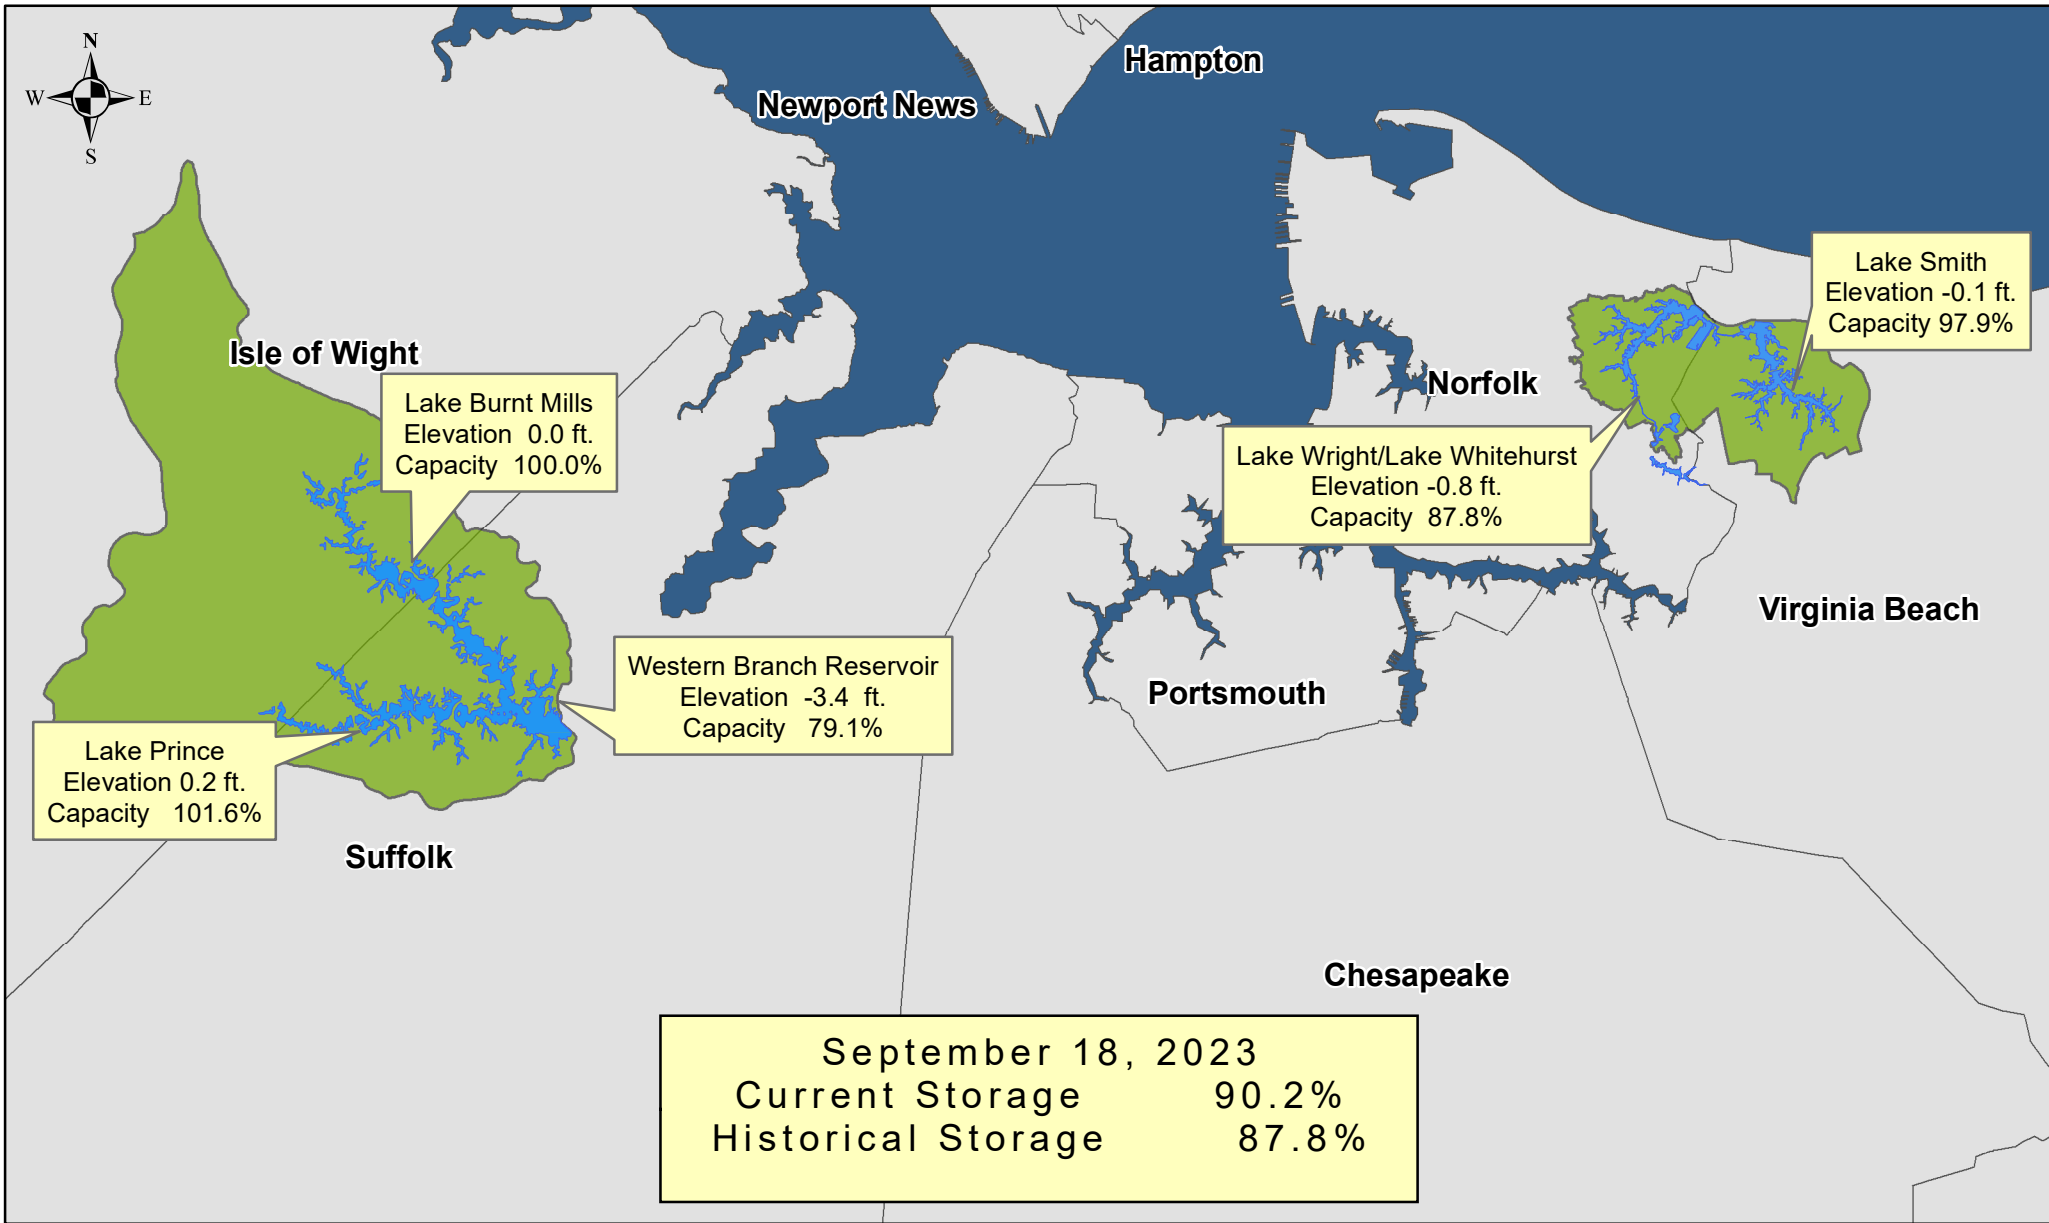 N
W E
S
Hampton
Newport News
Lake Smith
Elevation -0.1 ft.
Capacity 97.9%
Isle of Wight
Lake Burnt Mills
Elevation 0.0 ft.
Capacity 100.0%
Norfolk
Lake Wright/Lake Whitehurst
Elevation -0.8 ft.
Capacity 87.8%
Virginia Beach
Western Branch Reservoir
Elevation -3.4 ft.
Capacity 79.1%
Portsmouth
Lake Prince
Elevation 0.2 ft.
Capacity 101.6%
Suffolk
Chesapeake
September 18, 2023
Current Storage 90.2%
Historical Storage 87.8%